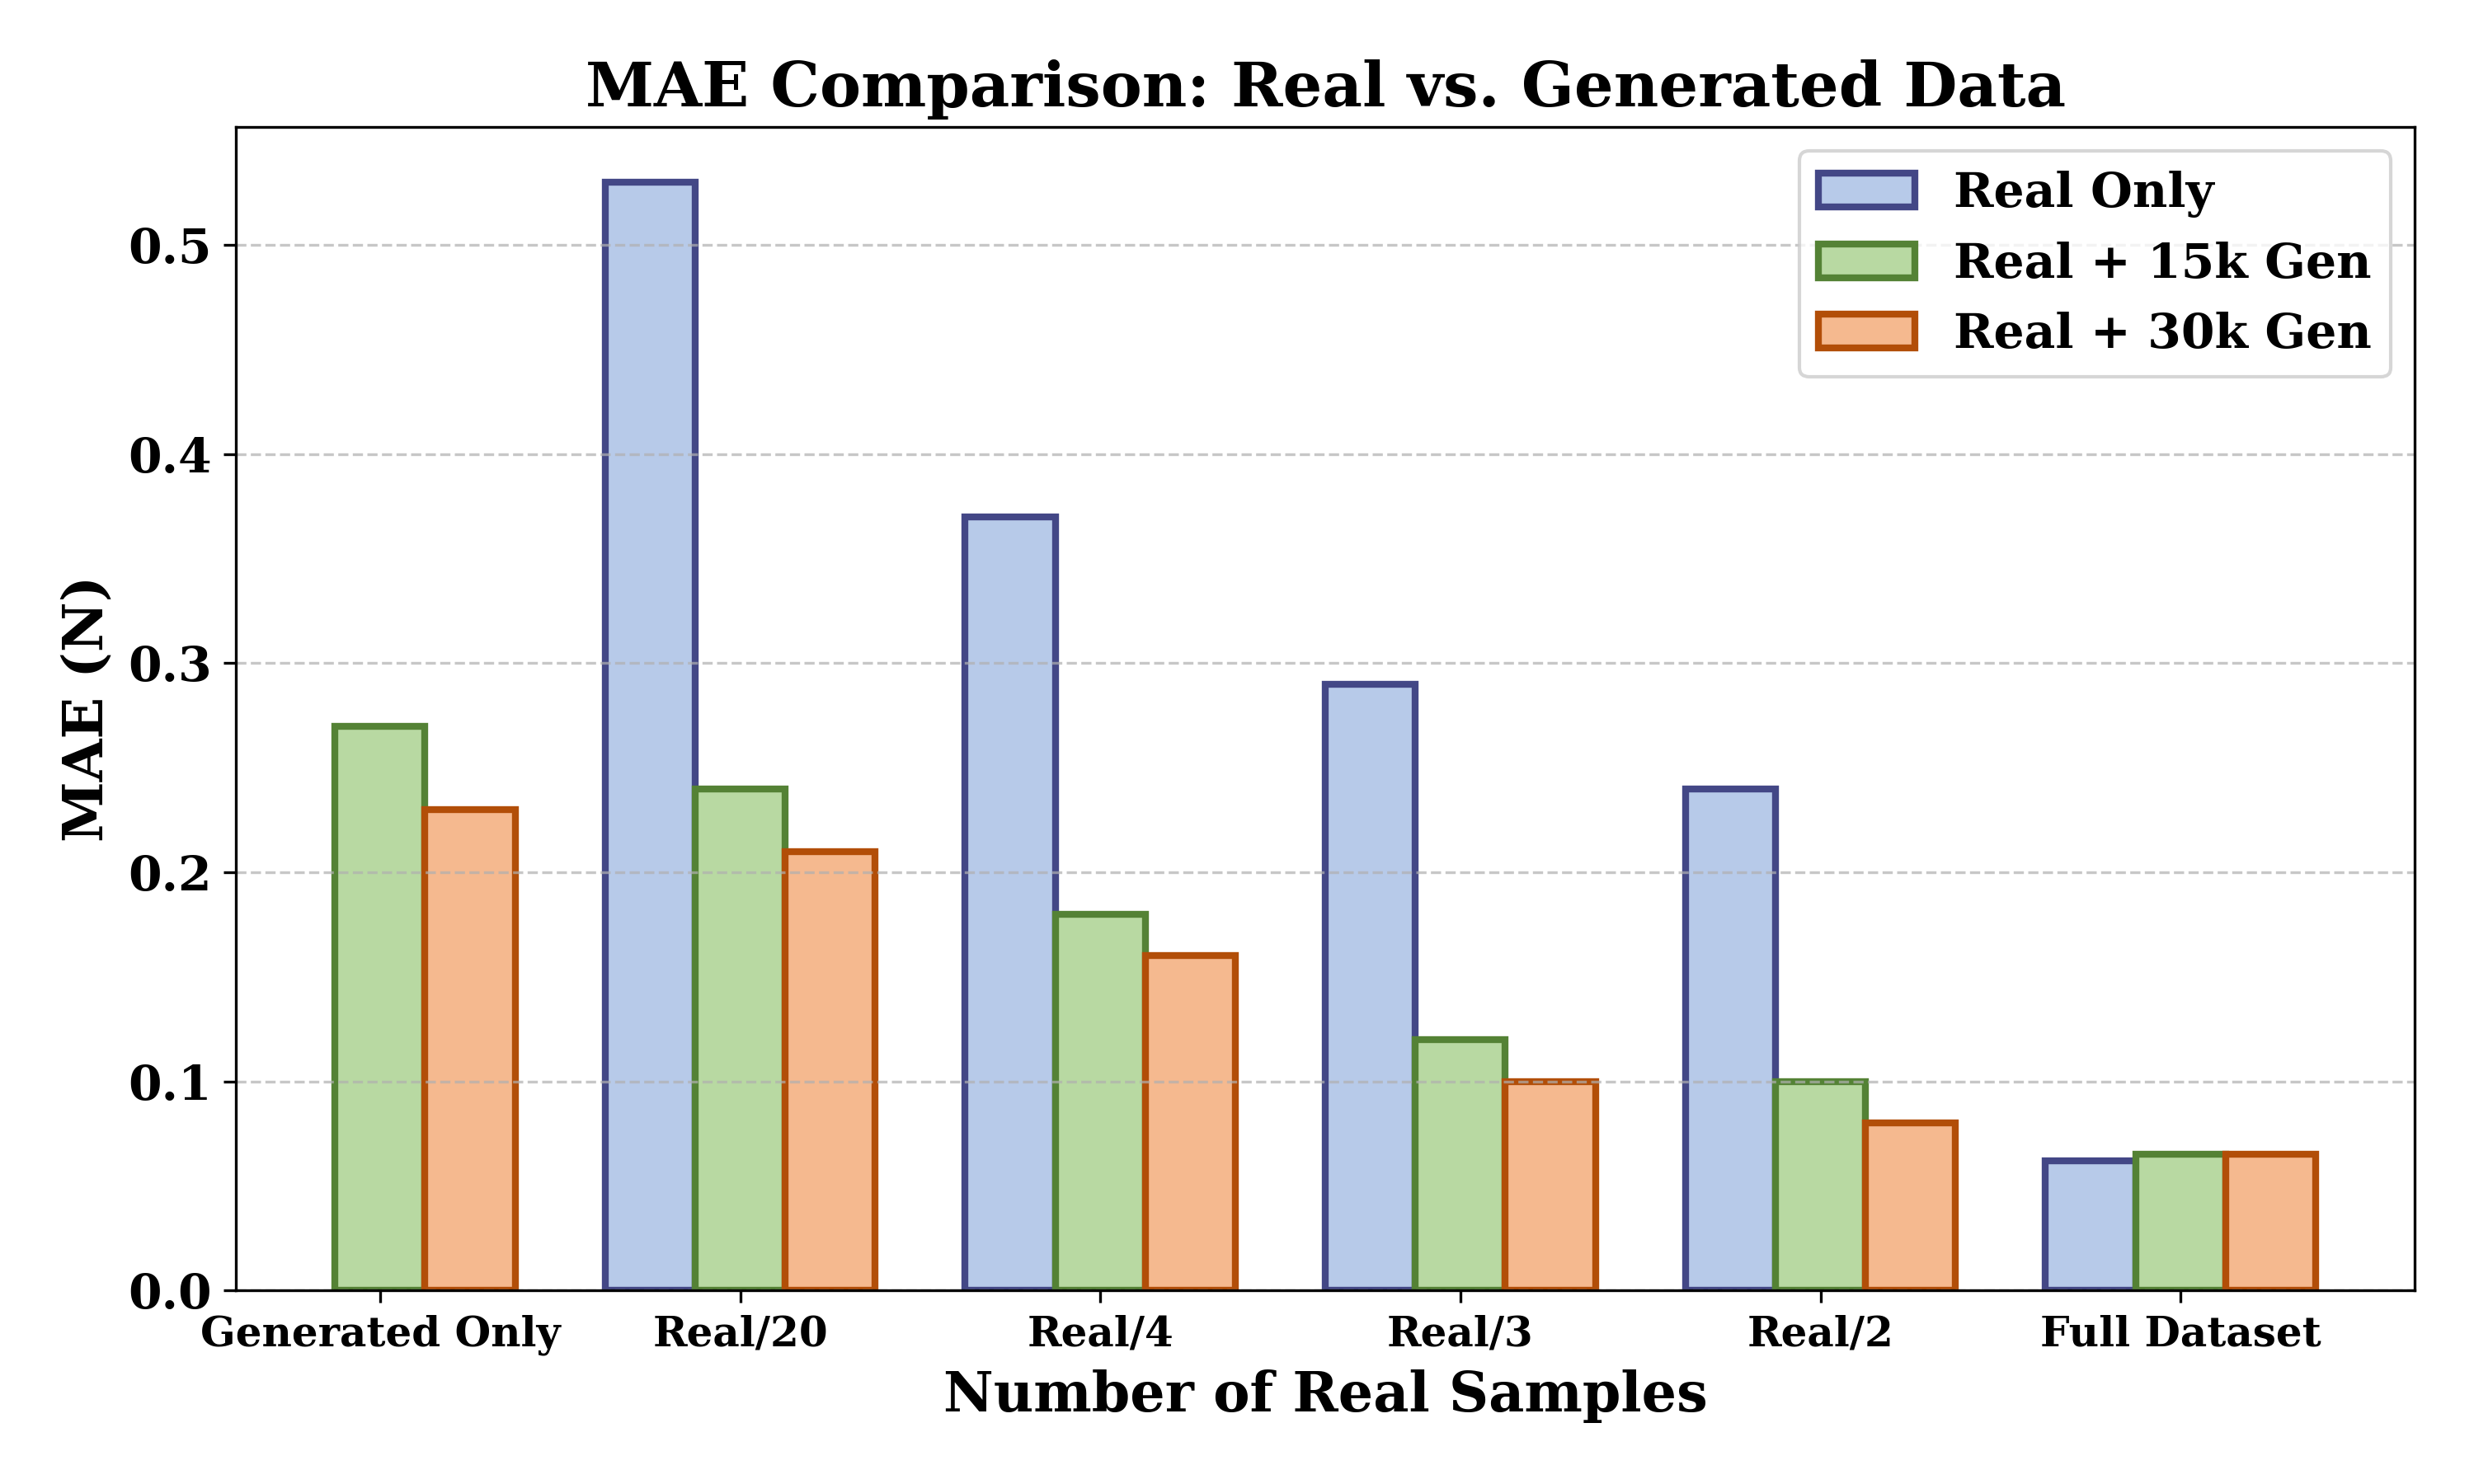 MAE Comparison: Real vs. Generated Data
Real Only
Real + 15k Gen
Real + 30k Gen
MAE (N)
0.5
0.4
0.3
0.2
0.1
0.0
Generated Only
Real/20
Real/4
Real/3
Real/2
Full Dataset
Number of Real Samples